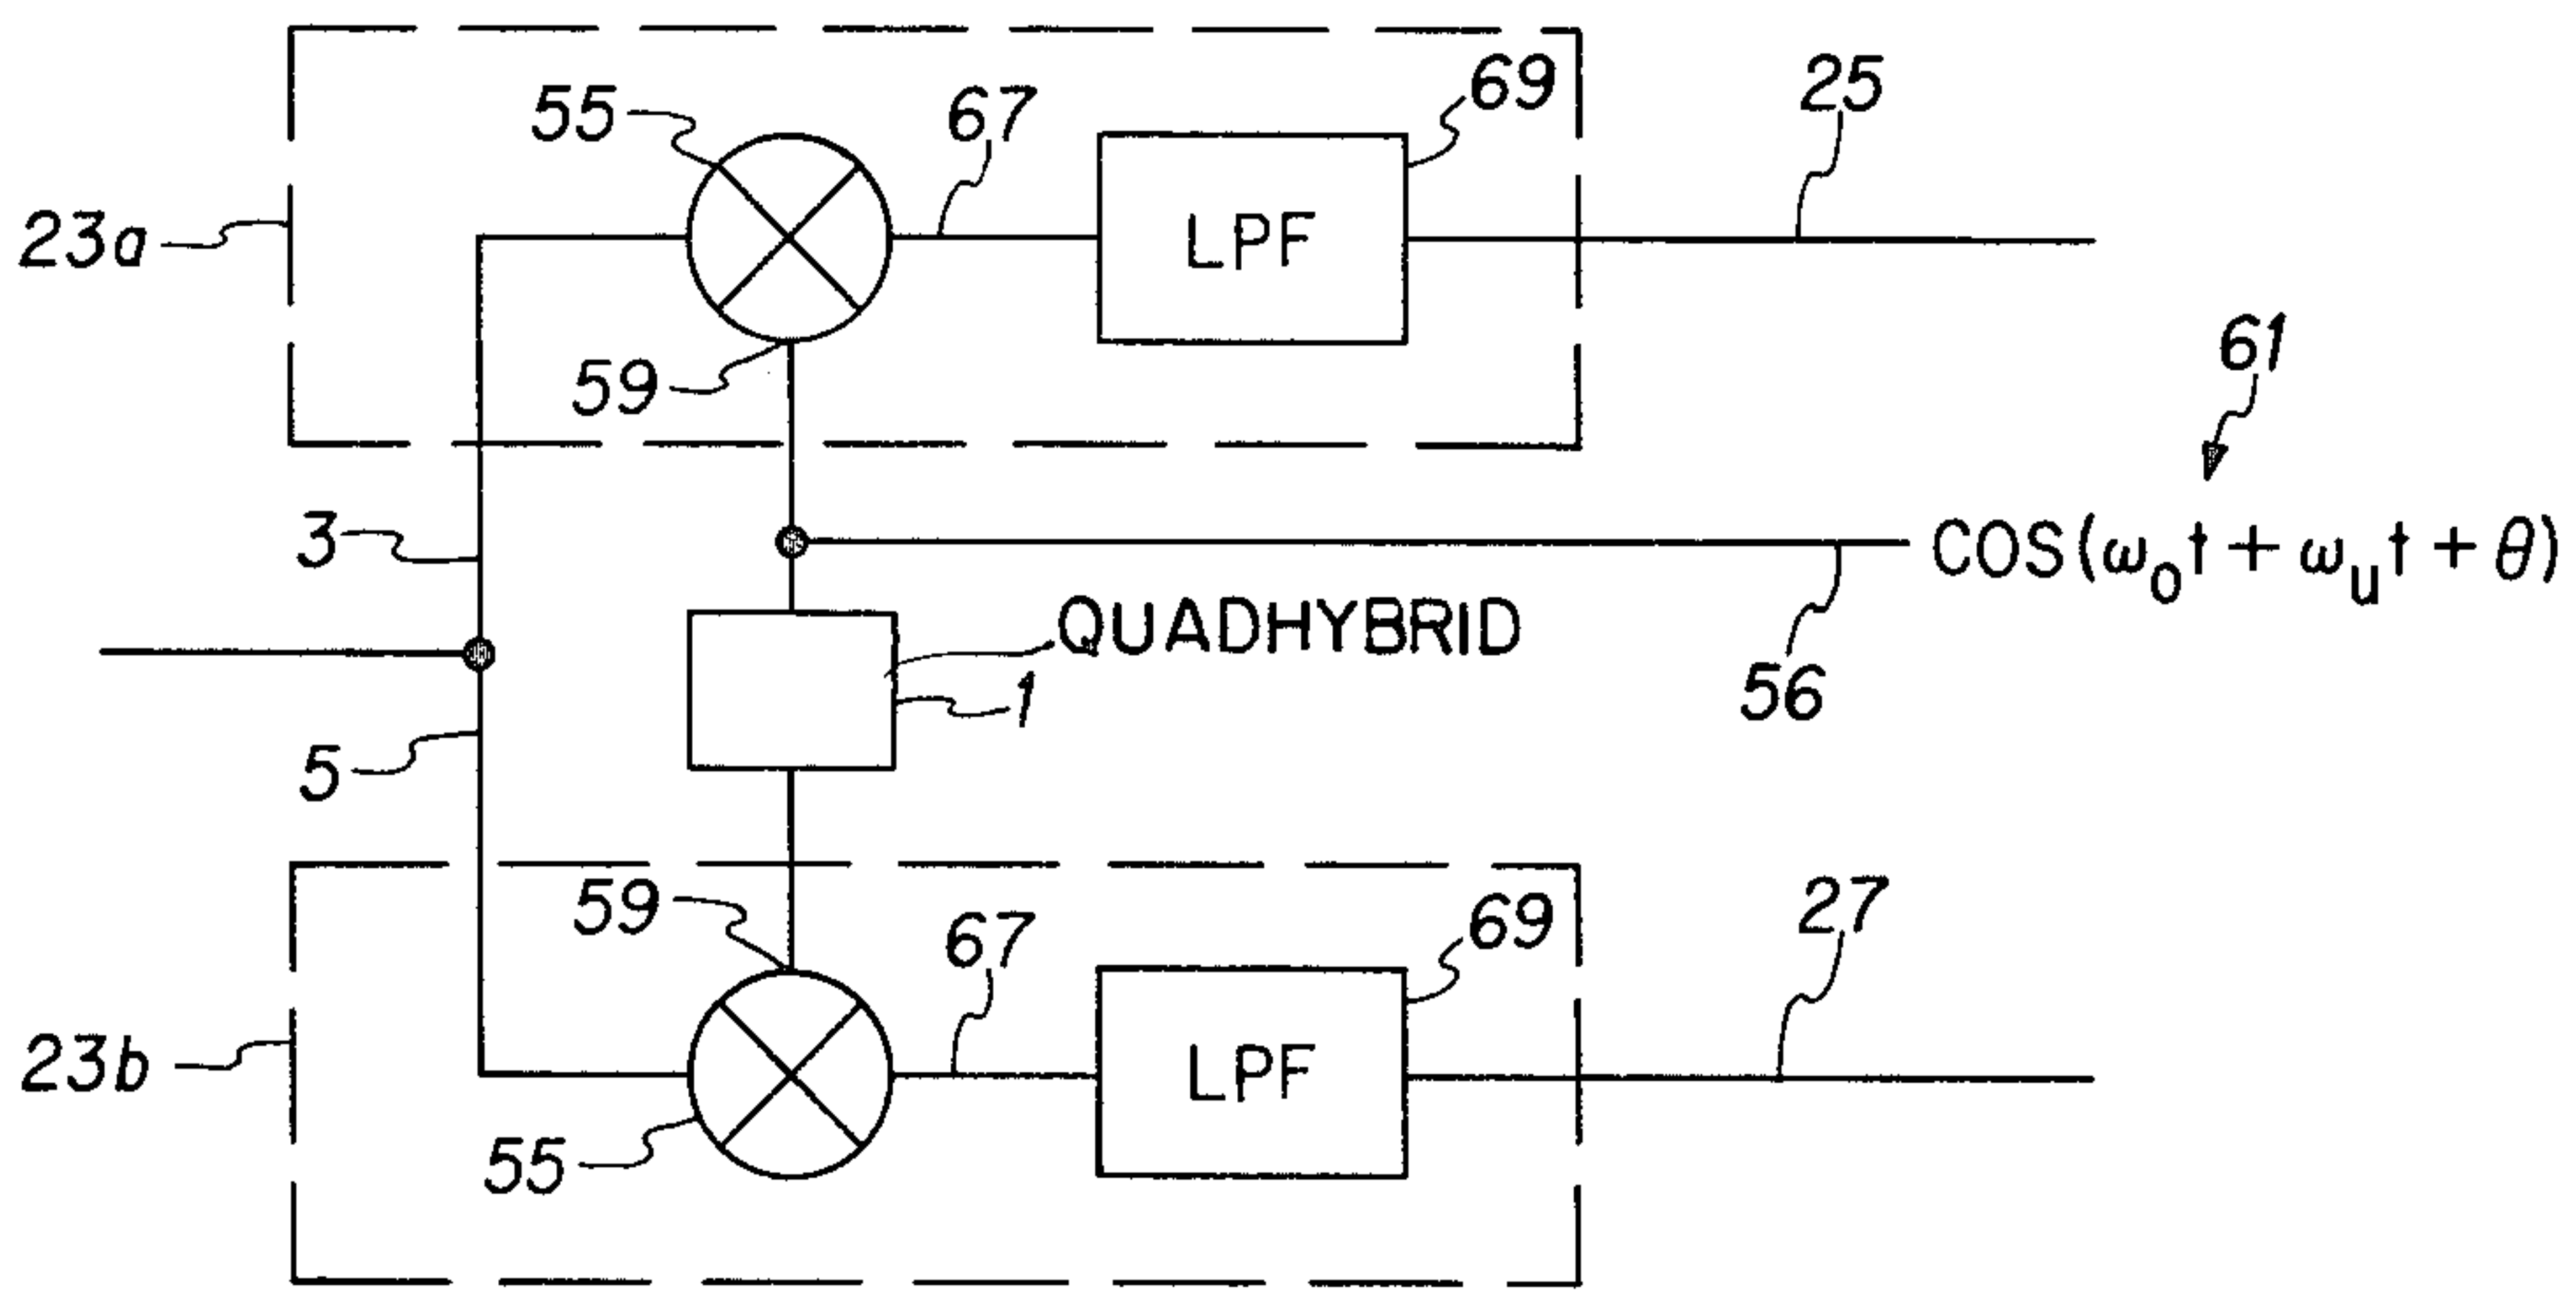 55
67
69
25
23a
LPF
59
61
3
COS(ω₀t + ωᵤt + θ)
QUADHYBRID
1
56
5
59
67
69
27
23b
LPF
55